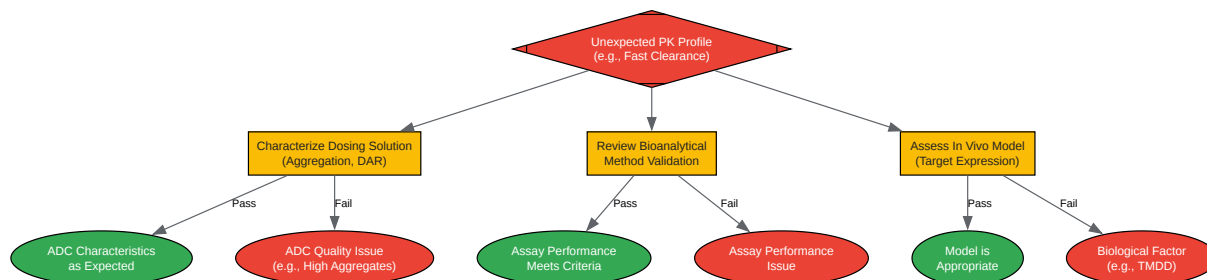 Unexpected PK Profile
(e.g., Fast Clearance)
Characterize Dosing Solution
(Aggregation, DAR)
Review Bioanalytical
Method Validation
Assess In Vivo Model
(Target Expression)
Pass
Fail
Pass
Fail
Pass
Fail
ADC Characteristics
as Expected
ADC Quality Issue
(e.g., High Aggregates)
Assay Performance
Meets Criteria
Assay Performance
Issue
Model is
Appropriate
Biological Factor
(e.g., TMDD)